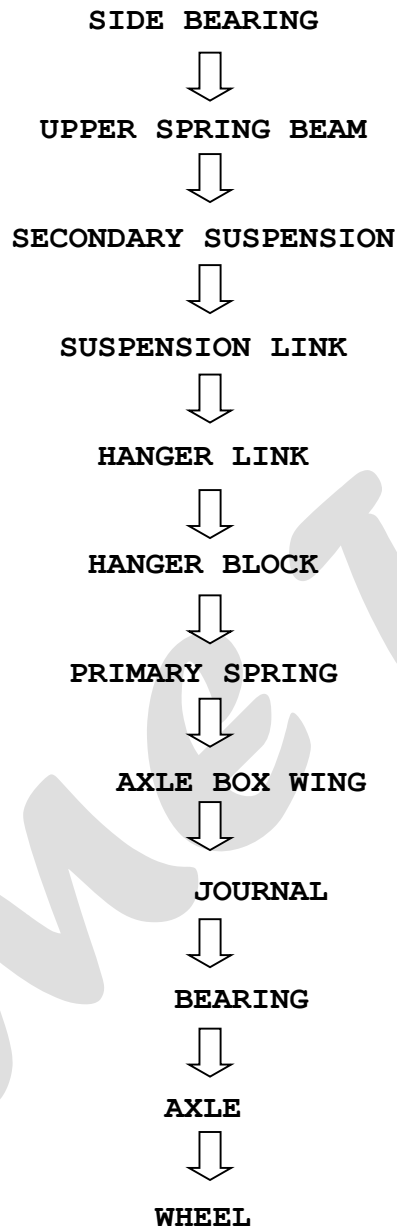 SIDE BEARING
UPPER SPRING BEAM
SECONDARY SUSPENSION
SUSPENSION LINK
HANGER LINK
HANGER BLOCK
PRIMARY SPRING
AXLE BOX WING
JOURNAL
BEARING
AXLE
WHEEL